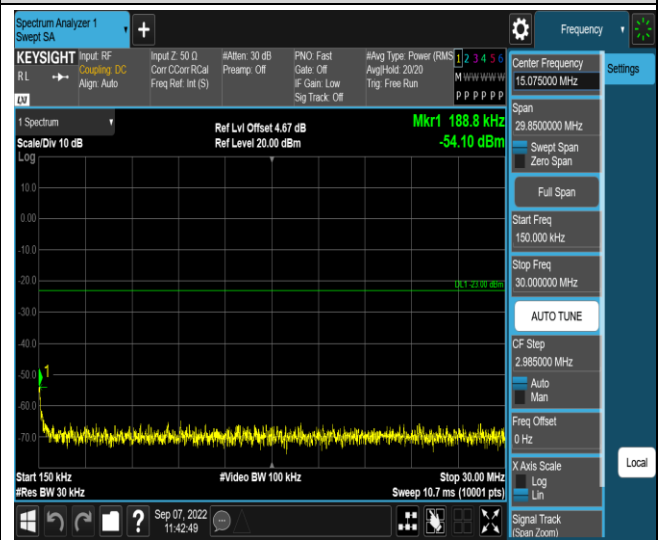 Spectrum Analyzer 1
Swept SA
+
Frequency
KEYSIGHT
RL
LXI
Input: RF
Coupling: DC
Align: Auto
Input Z: 50 Ω
Corr CCorr RCal
Freq Ref: Int (S)
#Atten: 30 dB
Preamp: Off
PNO: Fast
Gate: Off
IF Gain: Low
Sig Track: Off
#Avg Type: Power (RMS
Avg|Hold: 20/20
Trig: Free Run
1 2 3 4 5 6
M W W W W W
P P P P P P
Center Frequency
15.075000 MHz
Settings
1 Spectrum
Scale/Div 10 dB
Ref Lvl Offset 4.67 dB
Ref Level 20.00 dBm
Mkr1 188.8 kHz
-54.10 dBm
Log
10.0
0.00
-10.0
-20.0
-30.0
-40.0
-50.0
-60.0
-70.0
DL1 -23.00 dBm
1
Start 150 kHz
#Res BW 30 kHz
#Video BW 100 kHz
Stop 30.00 MHz
Sweep 10.7 ms (10001 pts)
Span
29.8500000 MHz
Swept Span
Zero Span
Full Span
Start Freq
150.000 kHz
Stop Freq
30.000000 MHz
AUTO TUNE
CF Step
2.985000 MHz
Auto
Man
Freq Offset
0 Hz
X Axis Scale
Log
Lin
Signal Track
(Span Zoom)
Local
?
Sep 07, 2022
11:42:49